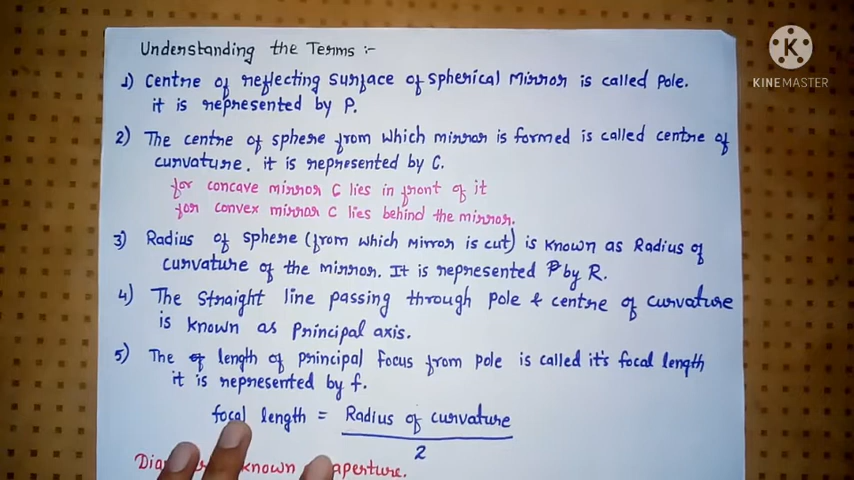 Understanding the Terms :-
1) Centre of reflecting surface of spherical mirror is called Pole.
it is represented by P.
2) The centre of sphere from which mirror is formed is called centre of
curvature. it is represented by C.
for concave mirror C lies in front of it
for convex mirror C lies behind the mirror.
3) Radius of sphere (from which mirror is cut) is known as Radius of
curvature of the mirror. It is represented by R.
4) The straight line passing through pole & centre of curvature
is known as principal axis.
5) The length of principal focus from pole is called it's focal length
it is represented by f.
focal length = Radius of curvature
2
known aperture.
K
KINEMASTER